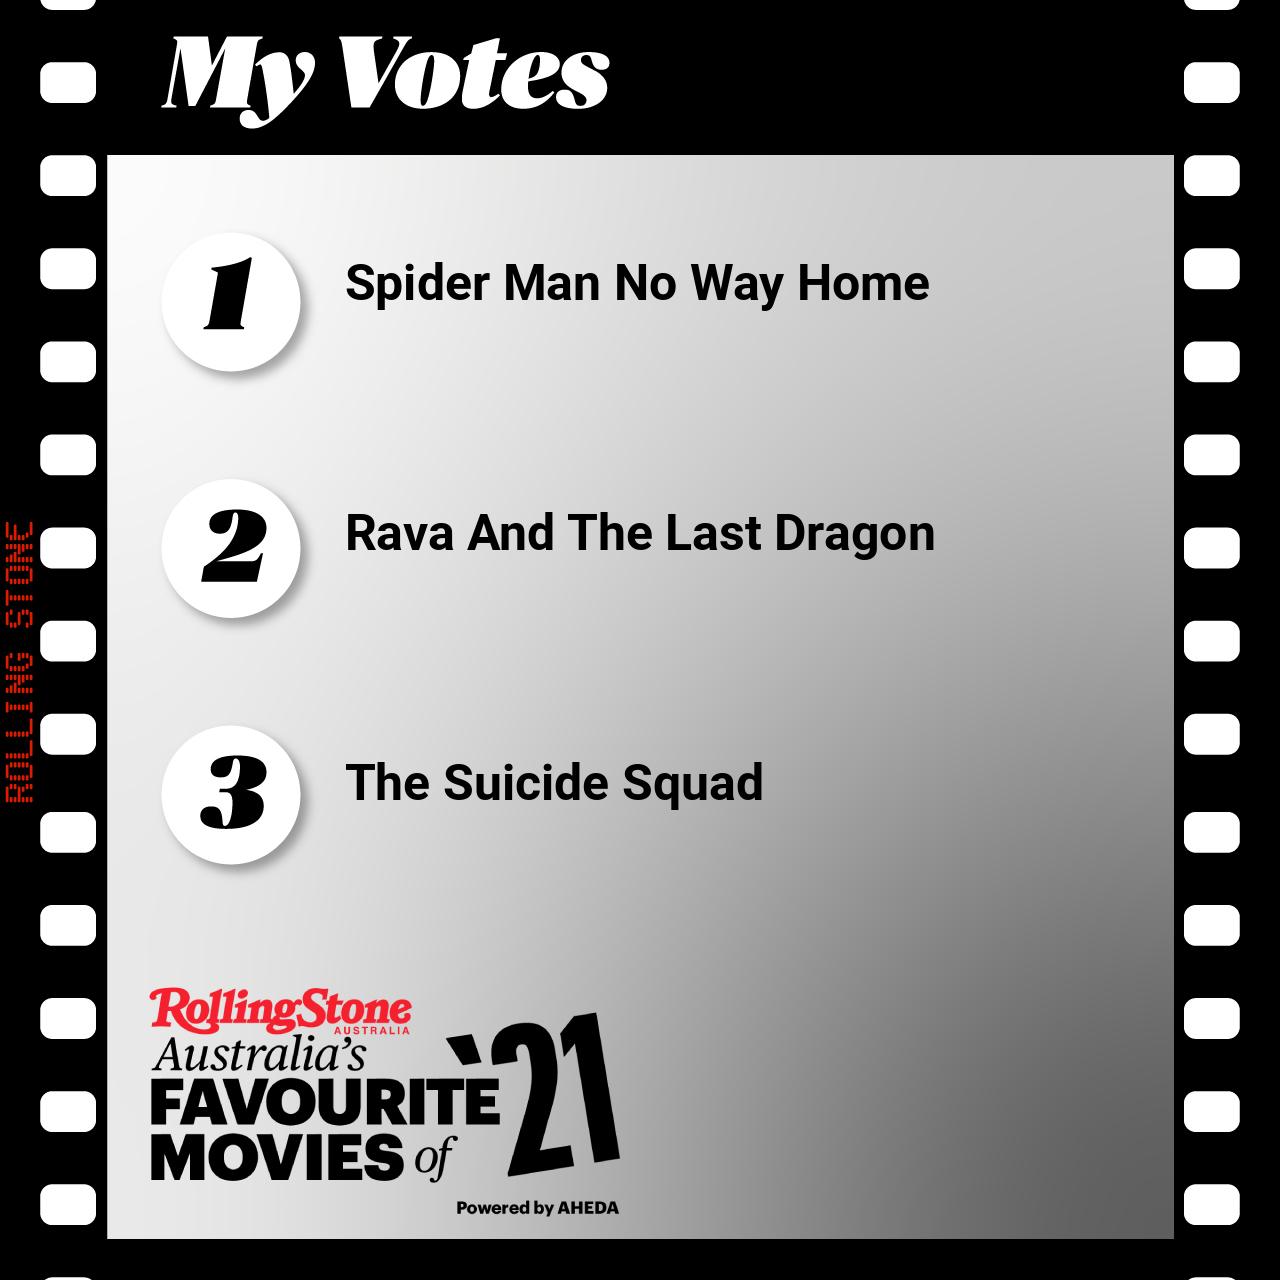 My Votes
1
Spider Man No Way Home
2
Rava And The Last Dragon
3
The Suicide Squad
ROLLING STONE
RollingStone
AUSTRALIA
Australia's
FAVOURITE
MOVIES of
'21
Powered by AHEDA